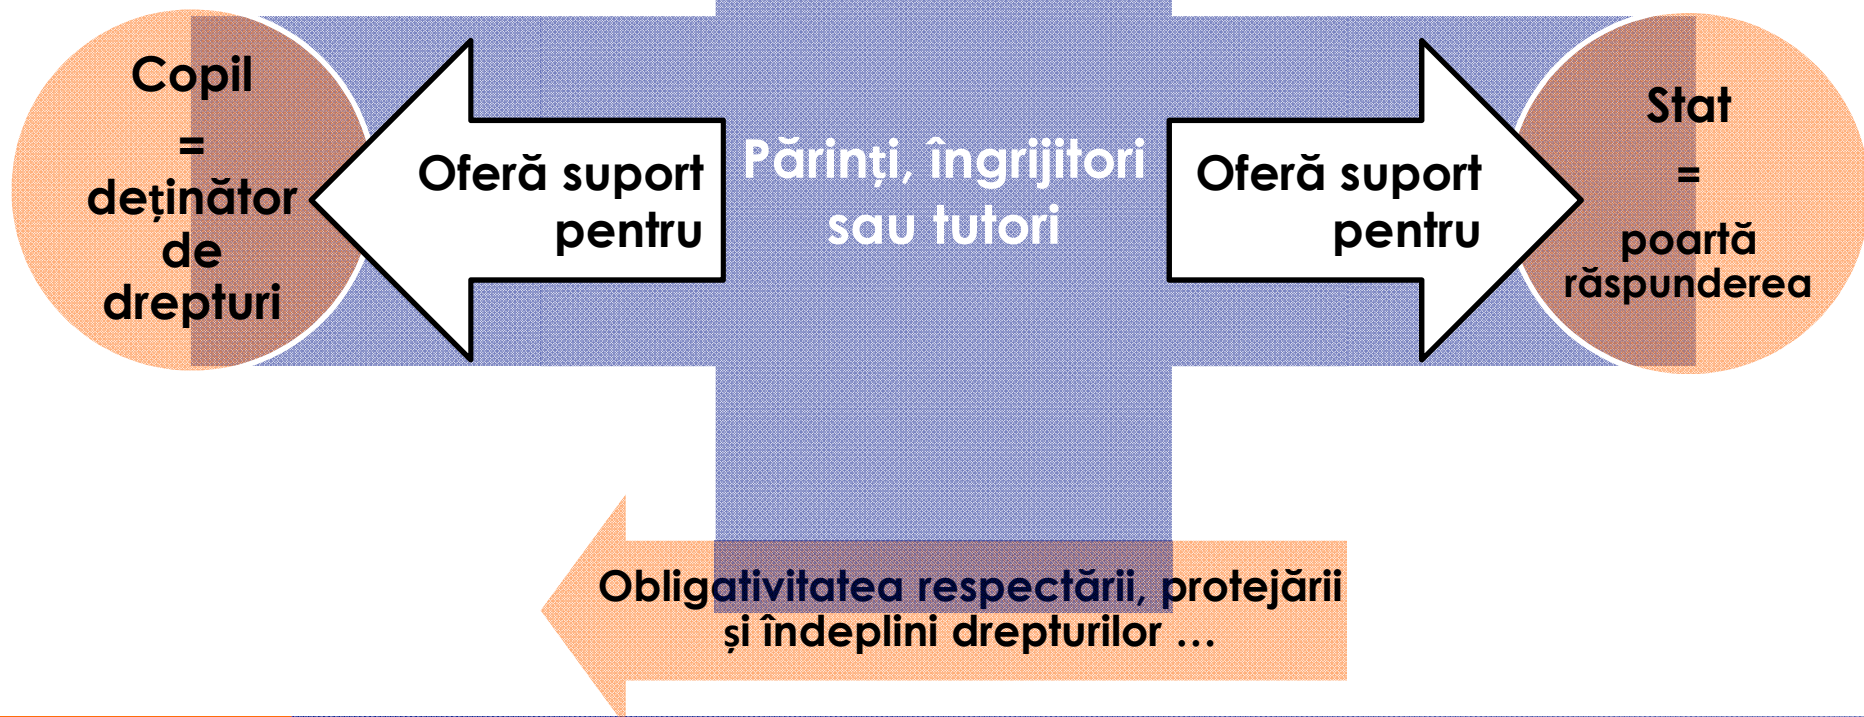 Copil
=
deținător
de
drepturi
Oferă suport
pentru
Părinți, îngrijitori
sau tutori
Oferă suport
pentru
Stat
=
poartă
răspunderea
Obligativitatea respectării, protejării
și îndeplini drepturilor …